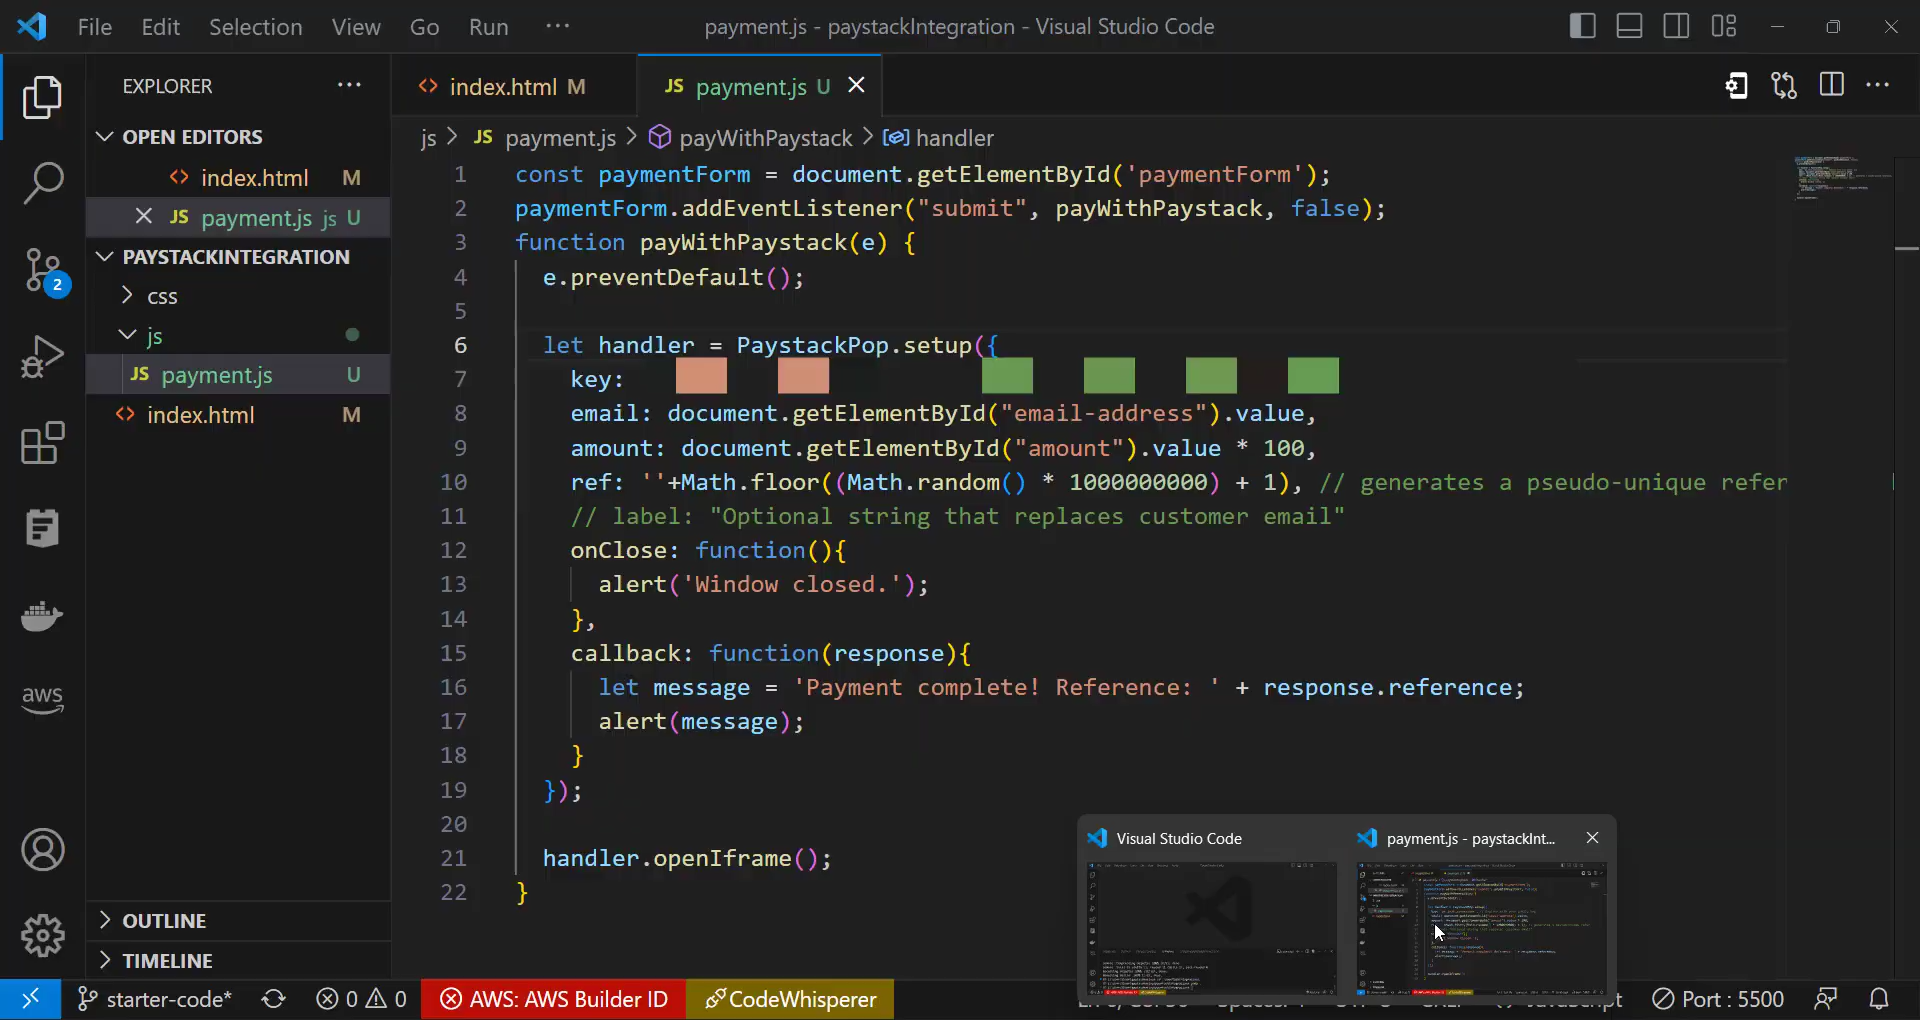 File Edit Selection View Go Run ··· payment.js - paystackIntegration - Visual Studio Code
EXPLORER ···
<> index.html M JS payment.js U ×
OPEN EDITORS
<> index.html M
× JS payment.js js U
PAYSTACKINTEGRATION
css
js
JS payment.js U
<> index.html M
2
aws
OUTLINE
TIMELINE
js > JS payment.js > payWithPaystack > handler
1 const paymentForm = document.getElementById('paymentForm');
2 paymentForm.addEventListener("submit", payWithPaystack, false);
3 function payWithPaystack(e) {
4 e.preventDefault();
5
6 let handler = PaystackPop.setup({
7 key:
8 email: document.getElementById("email-address").value,
9 amount: document.getElementById("amount").value * 100,
10 ref: ''+Math.floor((Math.random() * 1000000000) + 1), // generates a pseudo-unique refer
11 // label: "Optional string that replaces customer email"
12 onClose: function(){
13 alert('Window closed.');
14 },
15 callback: function(response){
16 let message = 'Payment complete! Reference: ' + response.reference;
17 alert(message);
18 }
19 });
20
21 handler.openIframe();
22 }
Visual Studio Code
payment.js - paystackInt... ×
starter-code* 0 0 AWS: AWS Builder ID CodeWhisperer Port : 5500